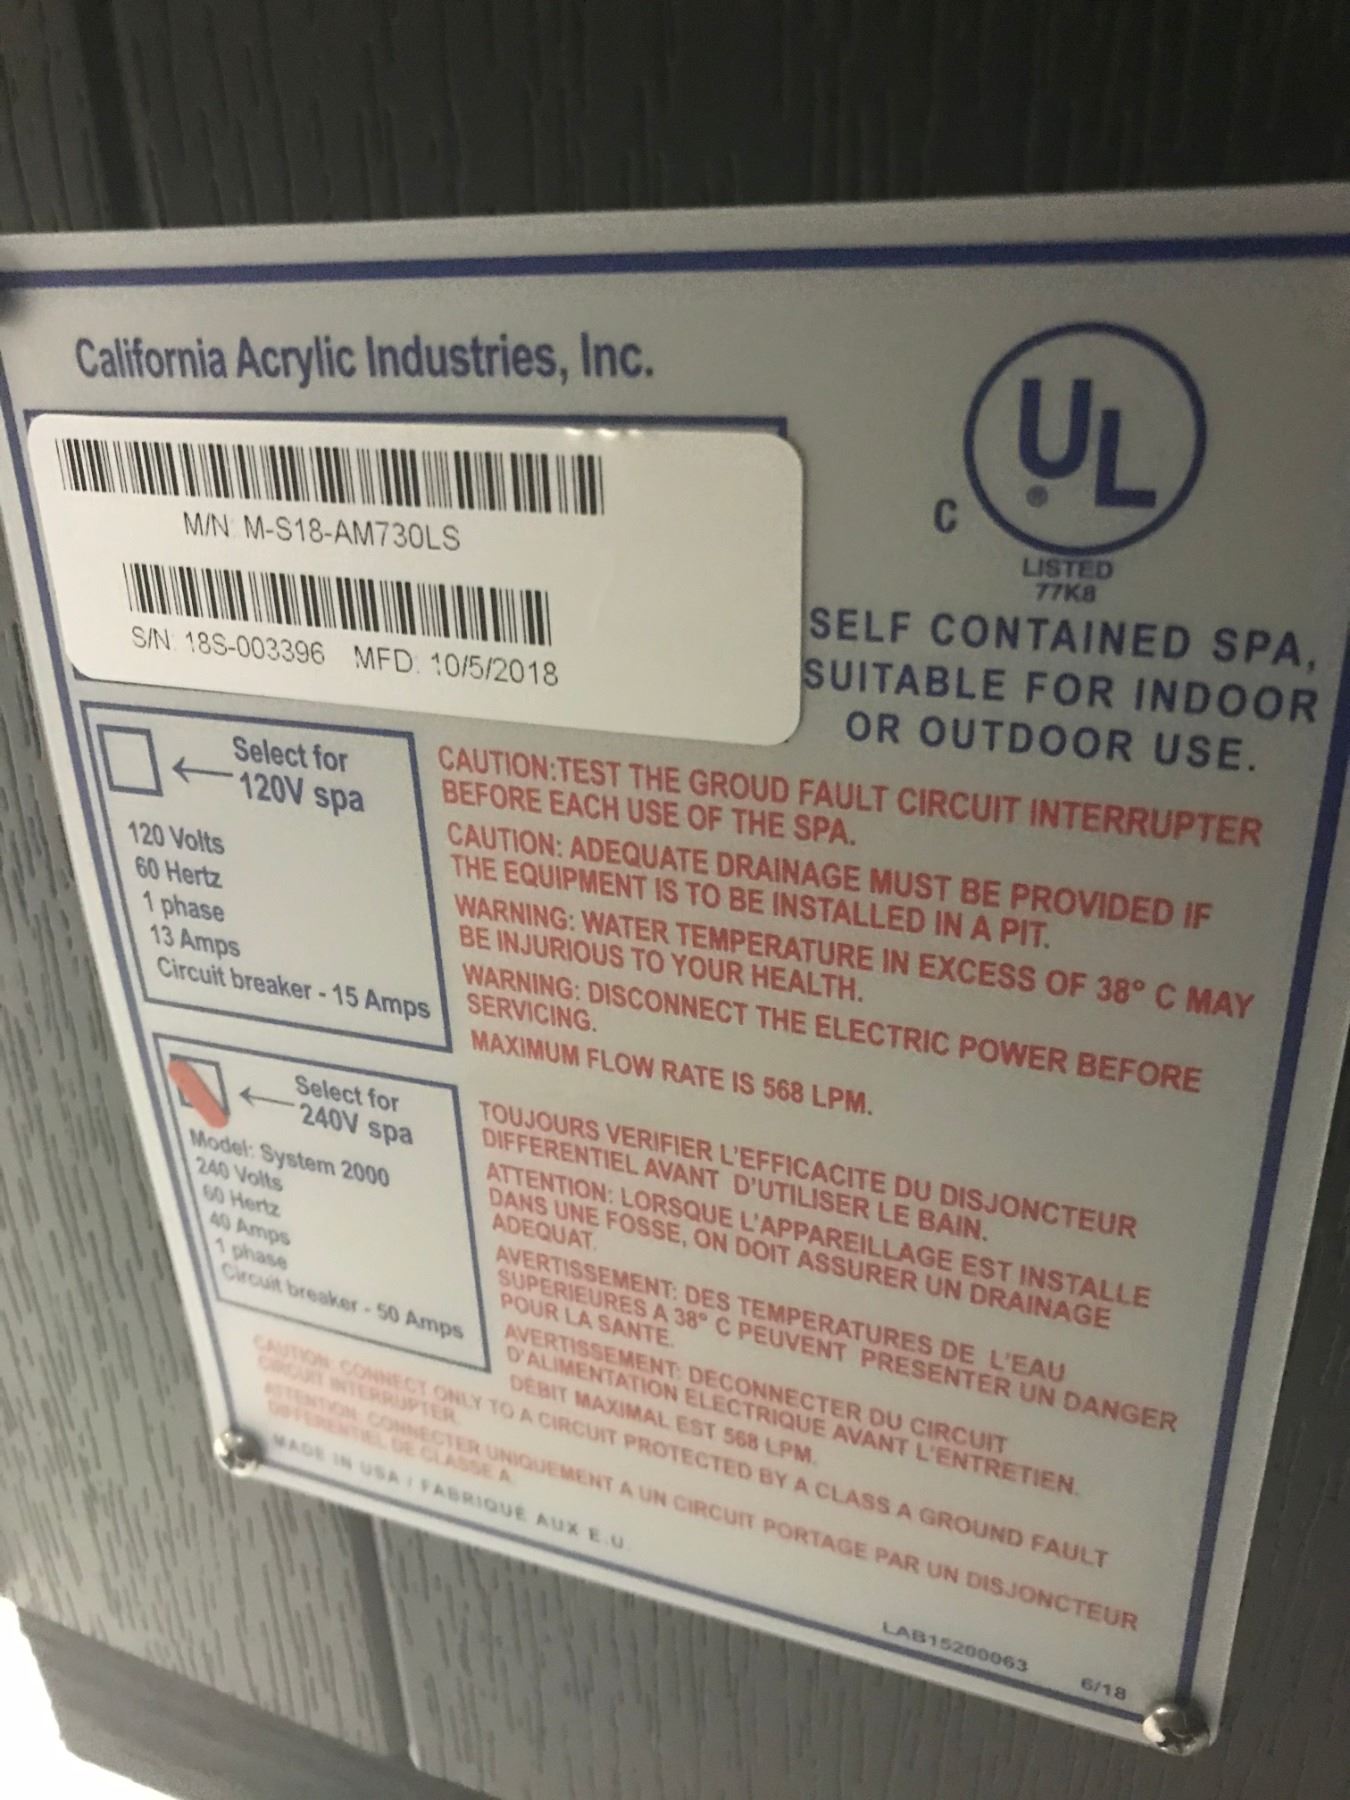 California Acrylic Industries, Inc.
M/N: M-S18-AM730LS
S/N: 18S-003396 MFD: 10/5/2018
C
UL
®
LISTED
77K8
SELF CONTAINED SPA,
SUITABLE FOR INDOOR
OR OUTDOOR USE.
Select for
120V spa
120 Volts
60 Hertz
1 phase
13 Amps
Circuit breaker - 15 Amps
Select for
240V spa
Model: System 2000
240 Volts
60 Hertz
40 Amps
1 phase
Circuit breaker - 50 Amps
CAUTION:TEST THE GROUD FAULT CIRCUIT INTERRUPTER
BEFORE EACH USE OF THE SPA.
CAUTION: ADEQUATE DRAINAGE MUST BE PROVIDED IF
THE EQUIPMENT IS TO BE INSTALLED IN A PIT.
WARNING: WATER TEMPERATURE IN EXCESS OF 38° C MAY
BE INJURIOUS TO YOUR HEALTH.
WARNING: DISCONNECT THE ELECTRIC POWER BEFORE
SERVICING.
MAXIMUM FLOW RATE IS 568 LPM.
TOUJOURS VERIFIER L'EFFICACITE DU DISJONCTEUR
DIFFERENTIEL AVANT D'UTILISER LE BAIN.
ATTENTION: LORSQUE L'APPAREILLAGE EST INSTALLE
DANS UNE FOSSE, ON DOIT ASSURER UN DRAINAGE
ADEQUAT.
AVERTISSEMENT: DES TEMPERATURES DE L'EAU
SUPERIEURES A 38° C PEUVENT PRESENTER UN DANGER
POUR LA SANTE.
AVERTISSEMENT: DECONNECTER DU CIRCUIT
D'ALIMENTATION ELECTRIQUE AVANT L'ENTRETIEN.
DEBIT MAXIMAL EST 568 LPM.
CAUTION: CONNECT ONLY TO A CIRCUIT PROTECTED BY A CLASS A GROUND FAULT
CIRCUIT INTERRUPTER.
ATTENTION: CONNECTER UNIQUEMENT A UN CIRCUIT PORTAGE PAR UN DISJONCTEUR
DIFFERENTIEL DE CLASSE A.
MADE IN USA / FABRIQUE AUX E.U.
LAB15200063 6/18